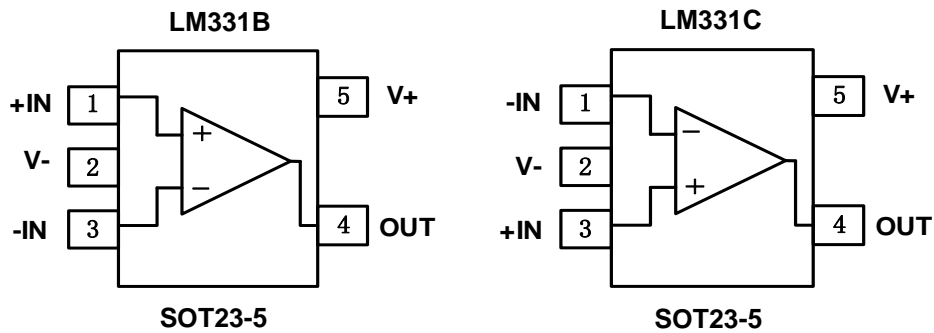 LM331B
+IN 1
V- 2
-IN 3
5 V+
4 OUT
+
−
SOT23-5
LM331C
-IN 1
V- 2
+IN 3
5 V+
4 OUT
−
+
SOT23-5